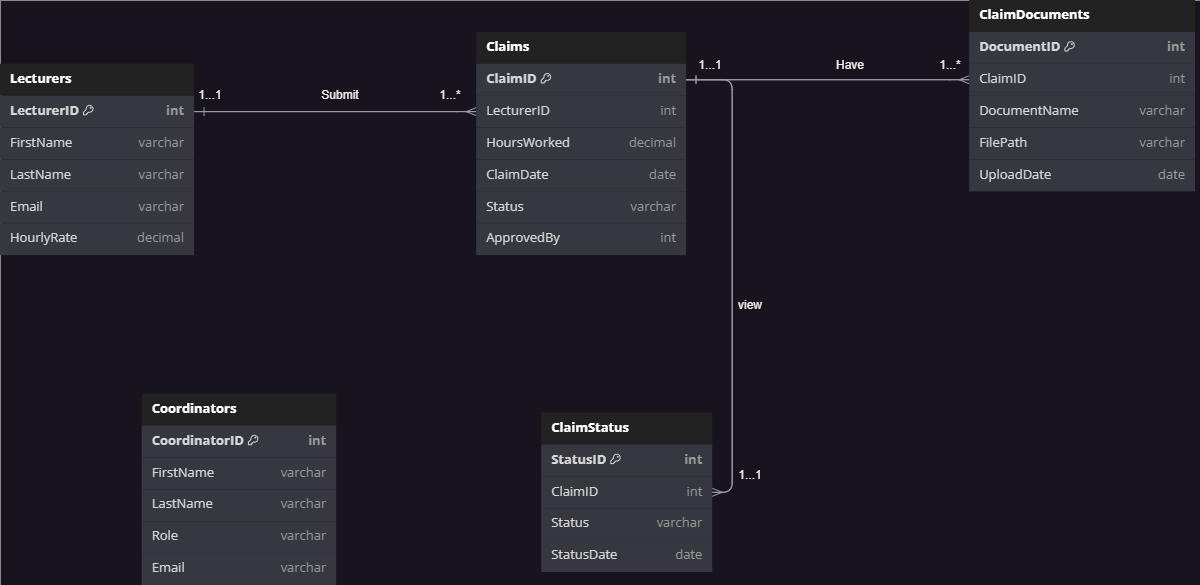 Lecturers
LecturerID int
FirstName varchar
LastName varchar
Email varchar
HourlyRate decimal
1...1 Submit 1...*
Claims
ClaimID int
LecturerID int
HoursWorked decimal
ClaimDate date
Status varchar
ApprovedBy int
1...1 Have 1...*
ClaimDocuments
DocumentID int
ClaimID int
DocumentName varchar
FilePath varchar
UploadDate date
view
1...1
Coordinators
CoordinatorID int
FirstName varchar
LastName varchar
Role varchar
Email varchar
ClaimStatus
StatusID int
ClaimID int
Status varchar
StatusDate date